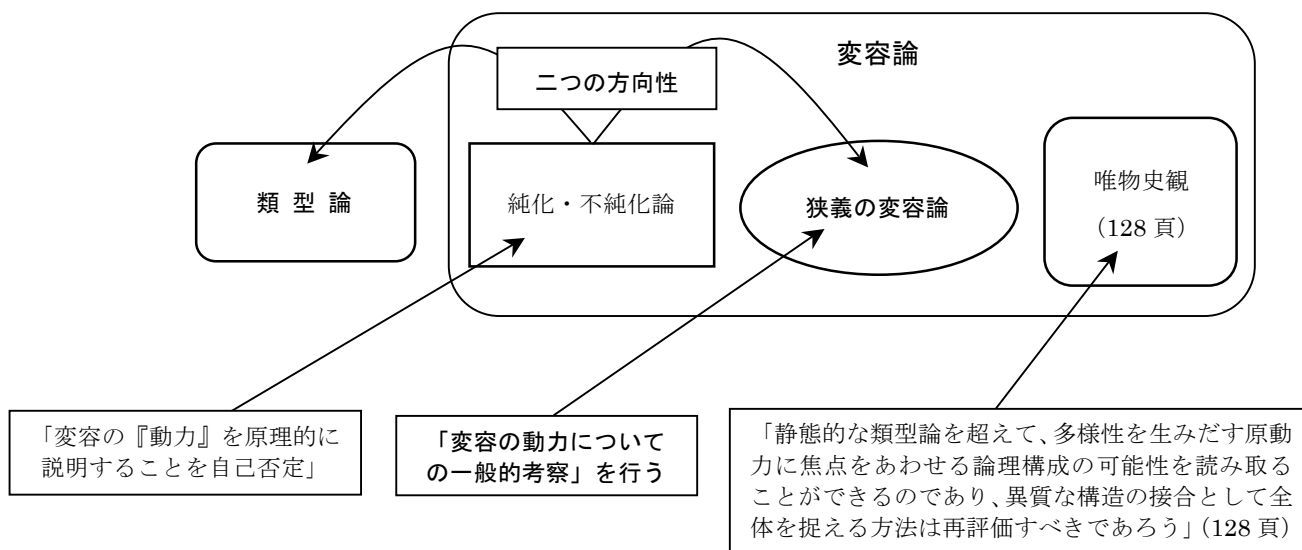 変容論
二つの方向性
類 型 論
純化・不純化論
狭義の変容論
唯物史観
(128 頁)
「変容の『動力』を原理的に
説明することを自己否定」
「変容の動力について
の一般的考察」を行う
「静態的な類型論を超えて、多様性を生みだす原動
力に焦点をあわせる論理構成の可能性を読み取る
ことができるのであり、異質な構造の接合として全
体を捉える方法は再評価すべきであろう」(128 頁)